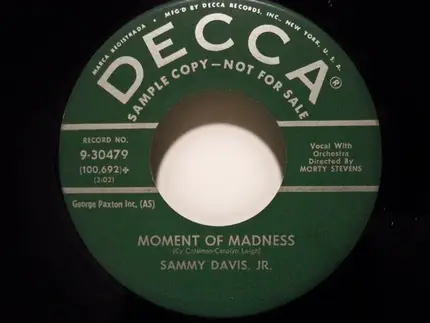 MARCA REGISTRADA • MFG'D BY DECCA RECORDS INC., NEW YORK, U.S.A.
DECCA®
SAMPLE COPY—NOT FOR SALE
RECORD NO.
9-30479
(100,692)+
(2:02)
Vocal With
Orchestra
Directed By
MORTY STEVENS
George Paxton Inc, (AS)
MOMENT OF MADNESS
(Cy Coleman-Carolyn Leigh)
SAMMY DAVIS, JR.